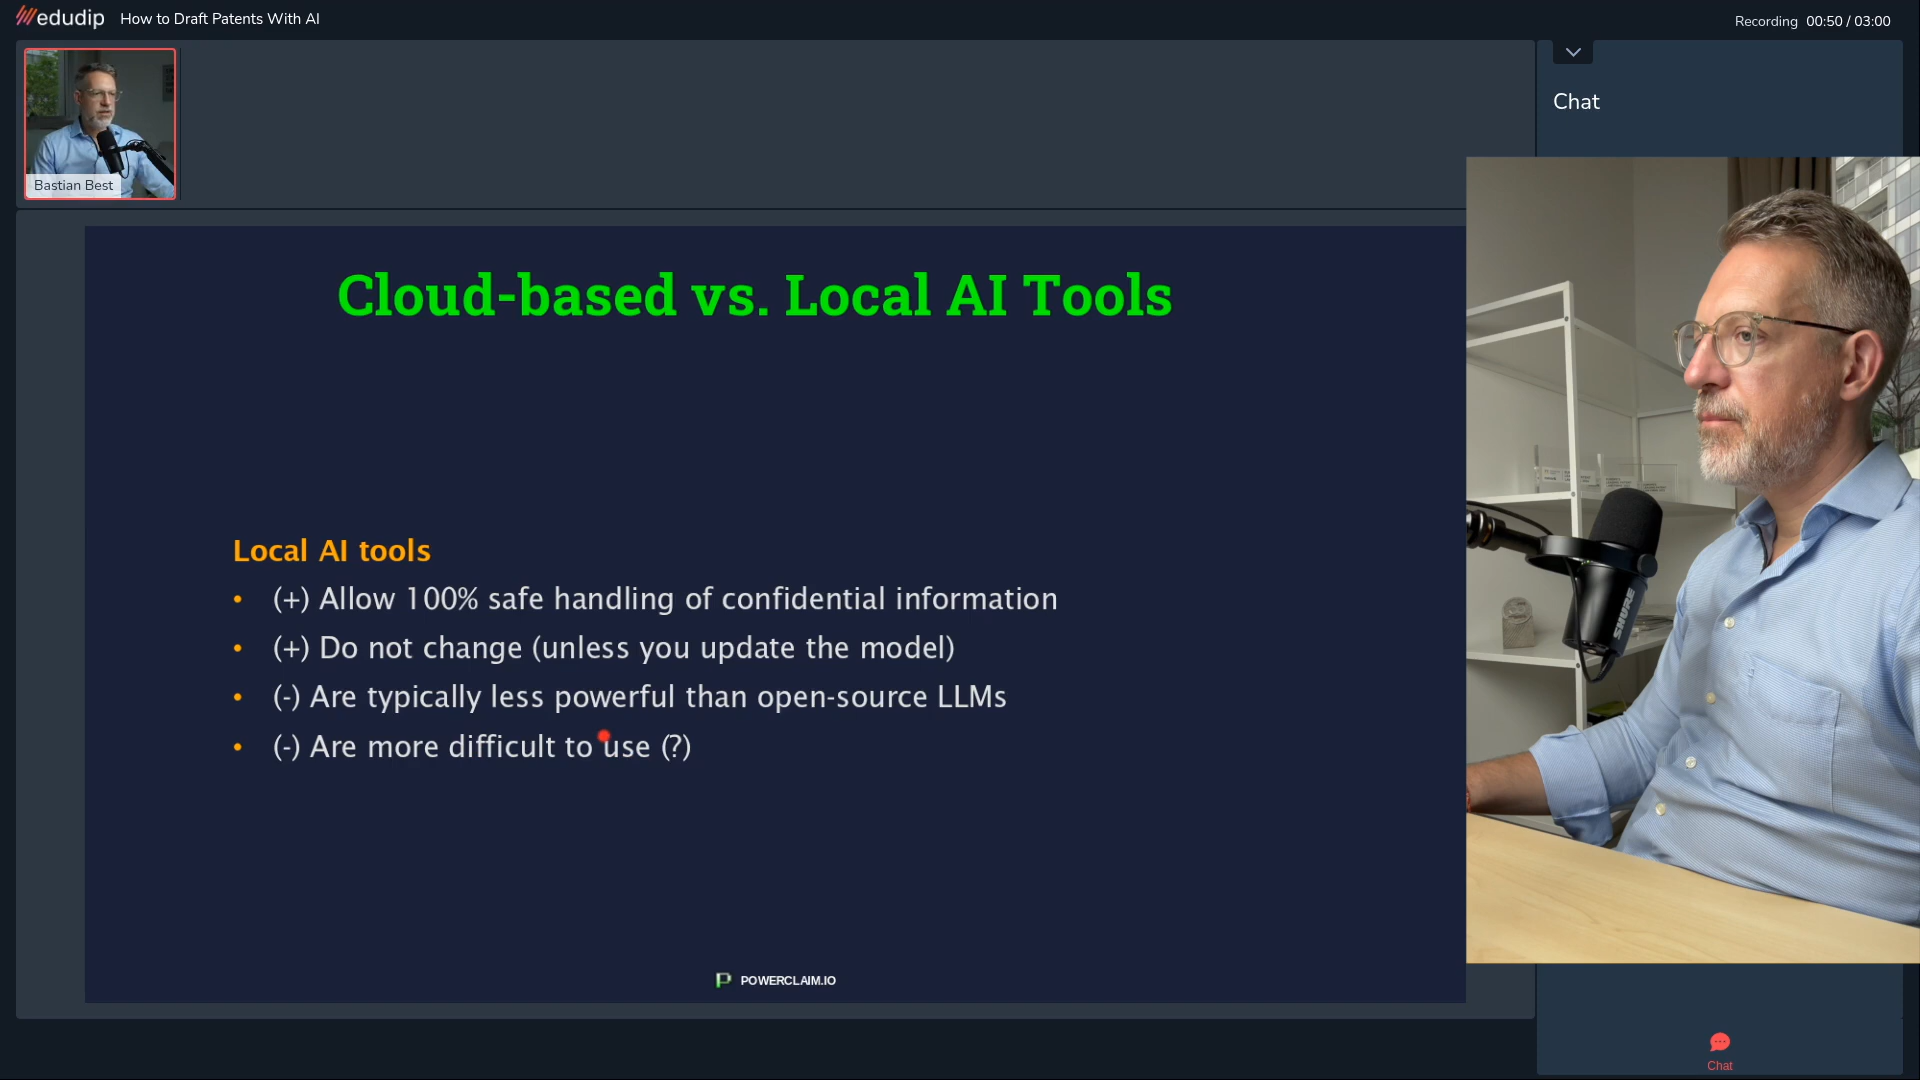 edudip
How to Draft Patents With AI
Recording 00:50 / 03:00
Bastian Best
Chat
Cloud-based vs. Local AI Tools
Local AI tools
• (+) Allow 100% safe handling of confidential information
• (+) Do not change (unless you update the model)
• (-) Are typically less powerful than open-source LLMs
• (-) Are more difficult to use (?)
SHURE
POWERCLAIM.IO
Chat